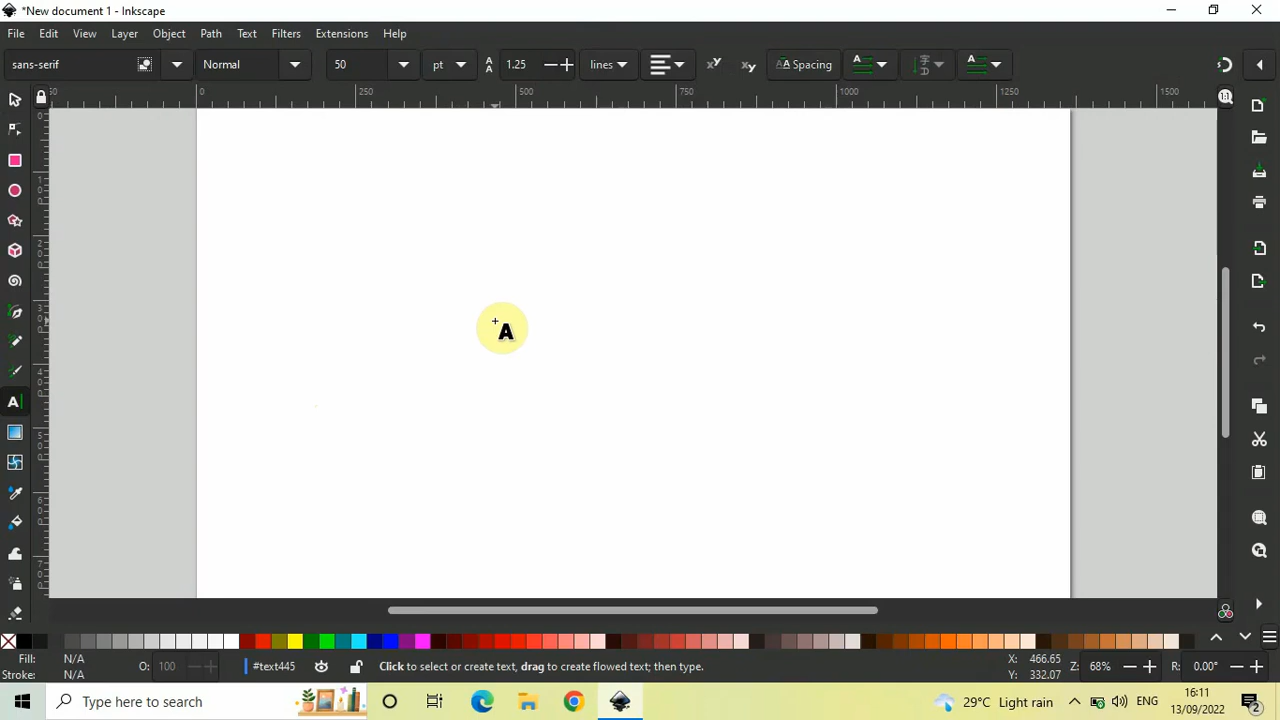 *New document 1 - Inkscape
File Edit View Layer Object Path Text Filters Extensions Help
sans-serif Normal 50 pt 1.25 lines Spacing
0 250 500 750 1000 1250 1500
Fill: N/A O: 100 #text445 Click to select or create text, drag to create flowed text; then type. X: 466.65 Z: 68% R: 0.00°
Stroke: N/A Y: 332.07
Type here to search 29°C Light rain ENG 16:11
13/09/2022 2